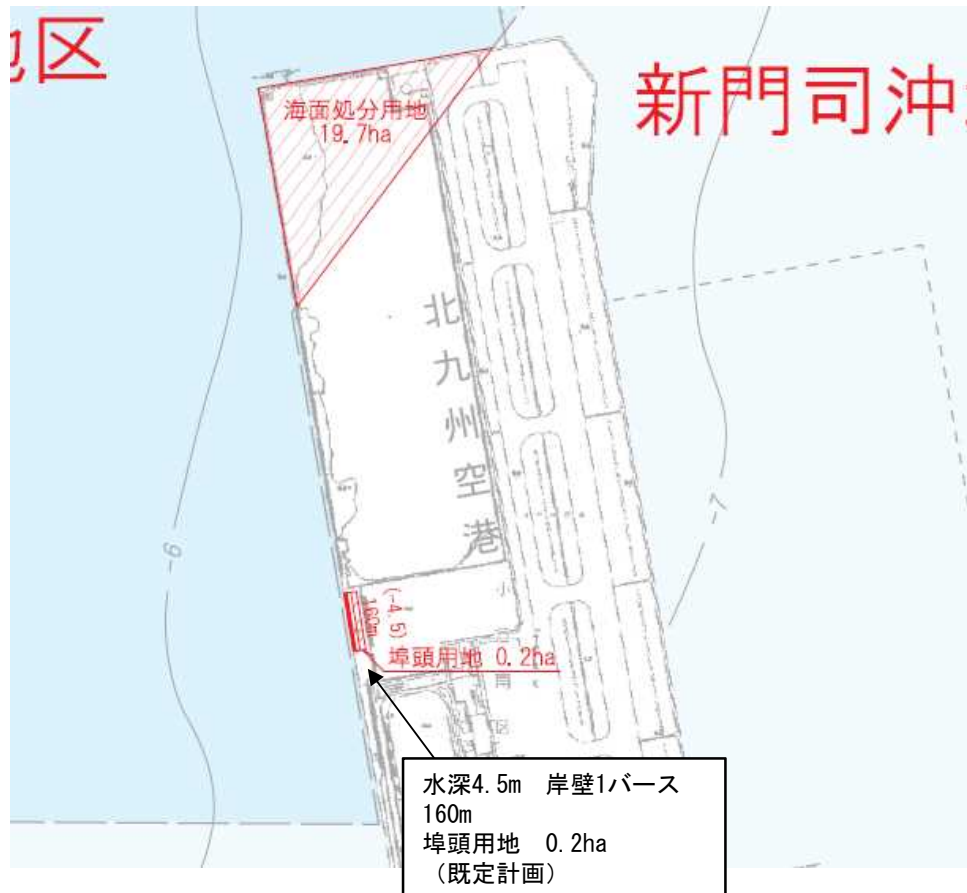 地区
新門司沖
海面処分用地
19.7ha
北九州空港
-9
-7
(-4.5)
160m
埠頭用地 0.2ha
水深4.5m 岸壁1バース
160m
埠頭用地 0.2ha
(既定計画)